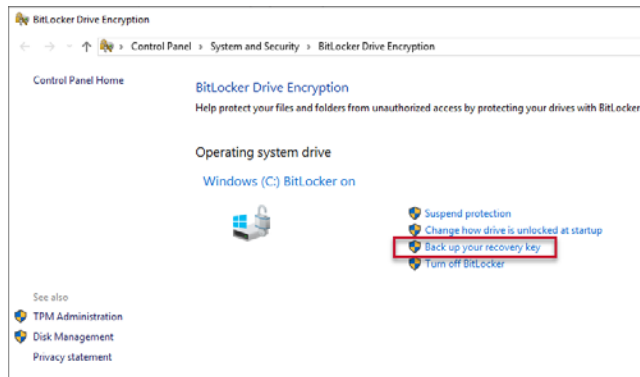 BitLocker Drive Encryption
Control Panel > System and Security > BitLocker Drive Encryption
Control Panel Home
BitLocker Drive Encryption
Help protect your files and folders from unauthorized access by protecting your drives with BitLocker
Operating system drive
Windows (C:) BitLocker on
Suspend protection
Change how drive is unlocked at startup
Back up your recovery key
Turn off BitLocker
See also
TPM Administration
Disk Management
Privacy statement